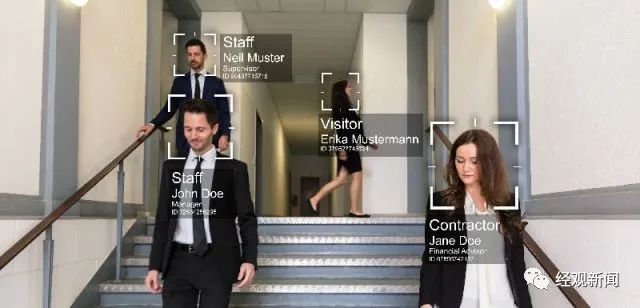 Staff
Neil Muster
Supervisor
Visitor
Erika Mustermann
Staff
John Doe
Manager
Contractor
Jane Doe
Financial Advisor
经观新闻